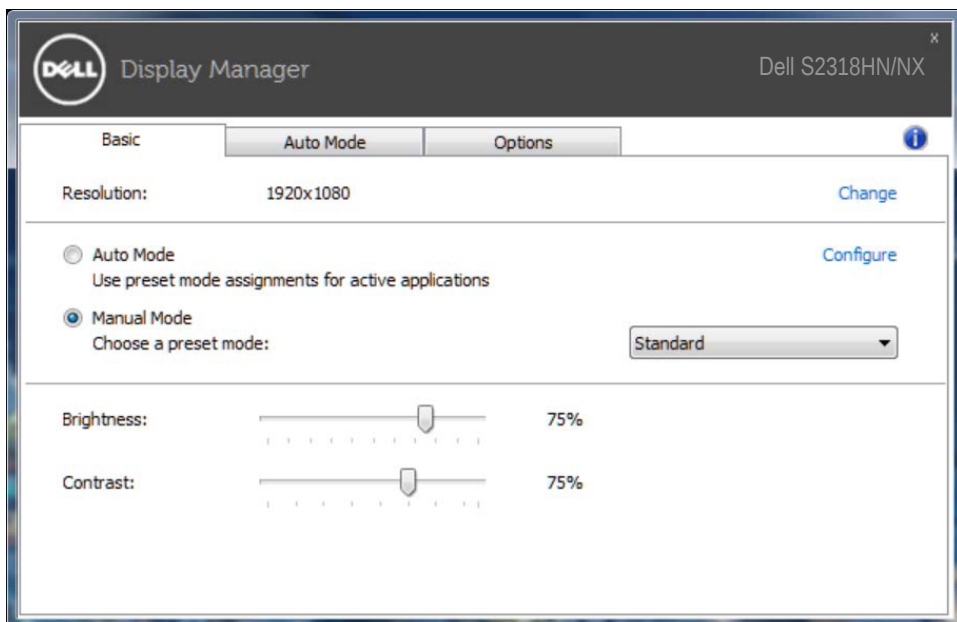 DELL Display Manager Dell S2318HN/NX x
Basic Auto Mode Options i
Resolution: 1920x1080 Change
Auto Mode Configure
Use preset mode assignments for active applications
Manual Mode
Choose a preset mode: Standard
Brightness: 75%
Contrast: 75%